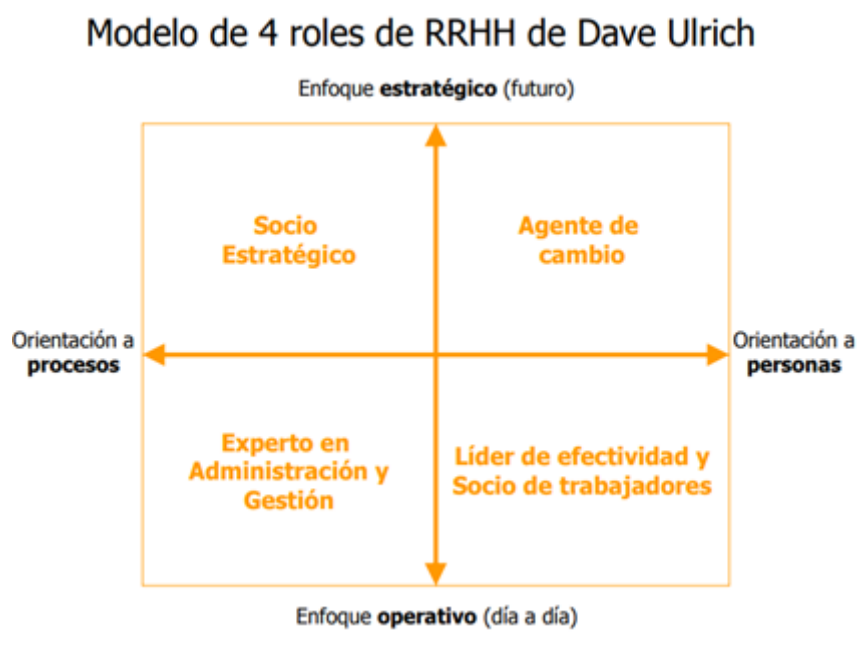 Modelo de 4 roles de RRHH de Dave Ulrich
Enfoque estratégico (futuro)
Socio
Estratégico
Agente de
cambio
Orientación a
procesos
Orientación a
personas
Experto en
Administración y
Gestión
Líder de efectividad y
Socio de trabajadores
Enfoque operativo (día a día)